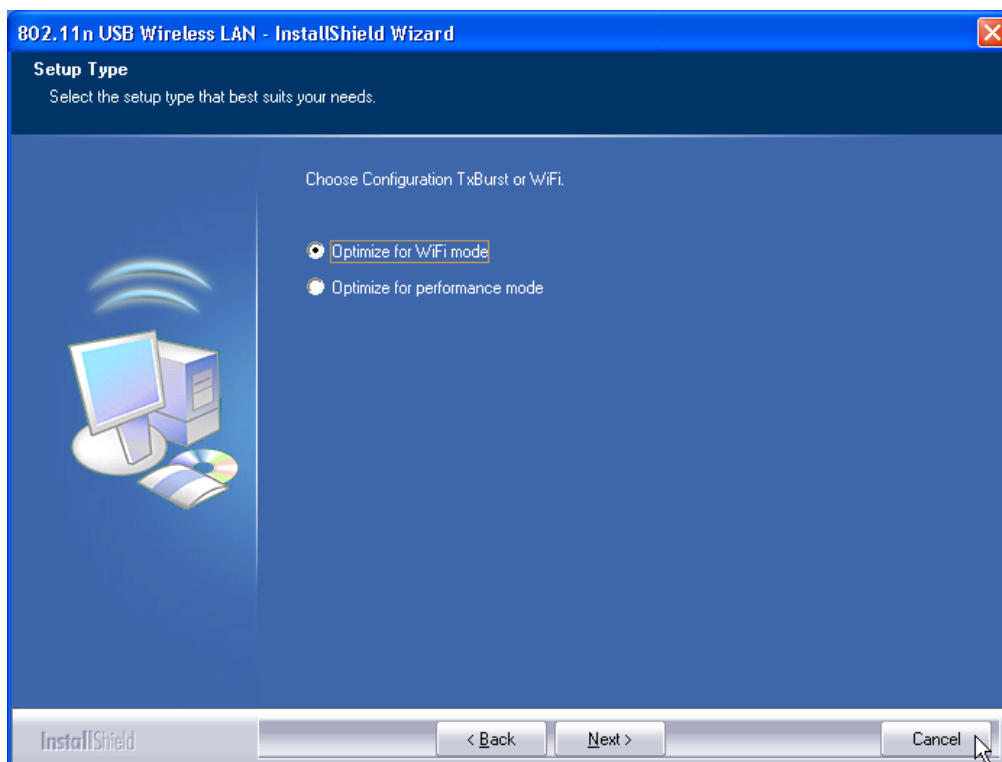 802.11n USB Wireless LAN - InstallShield Wizard
Setup Type
Select the setup type that best suits your needs.
Choose Configuration TxBurst or WiFi.
Optimize for WiFi mode
Optimize for performance mode
InstallShield
< Back
Next >
Cancel